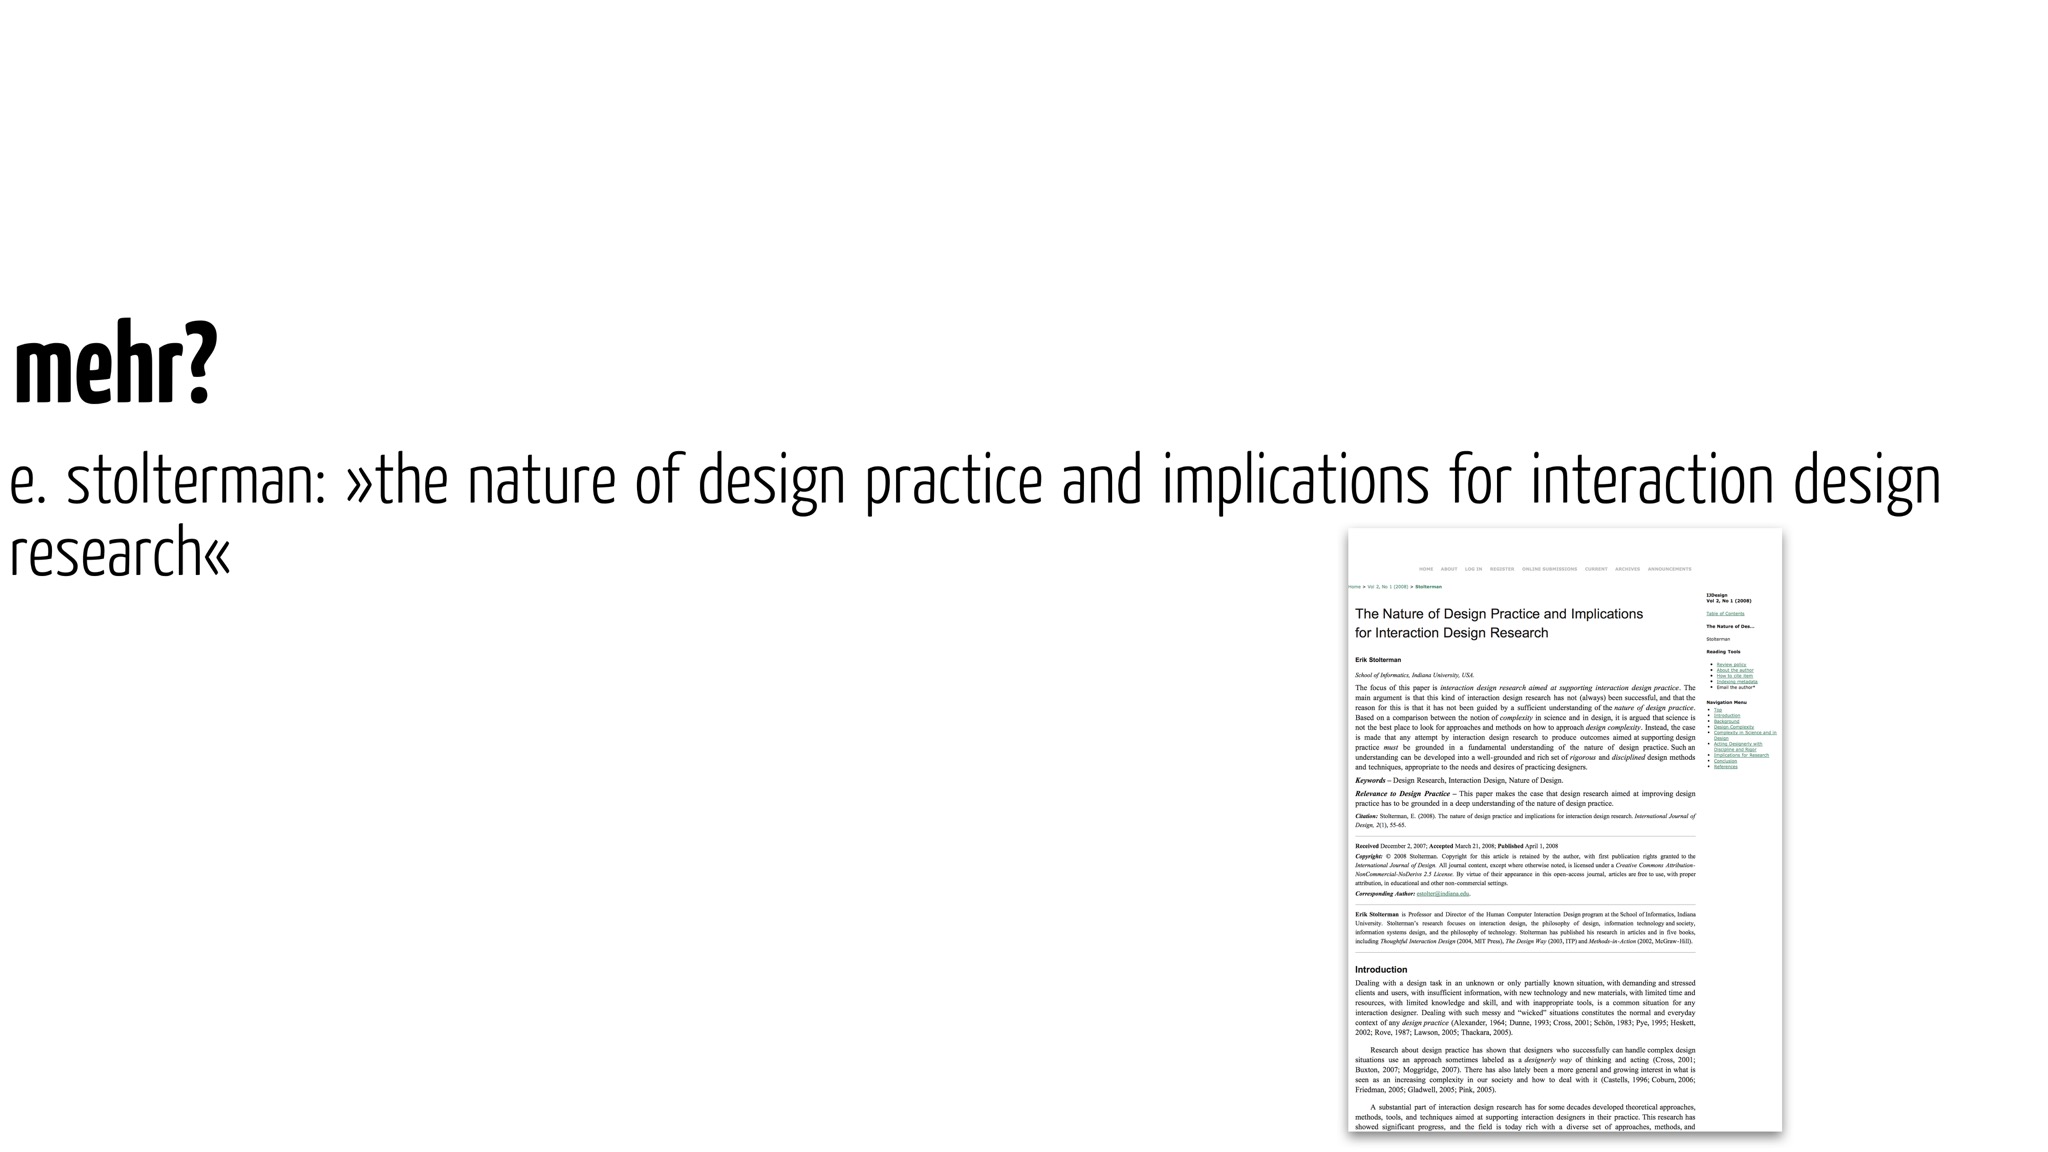 mehr?
e. stolterman: »the nature of design practice and implications for interaction design
research«
HOME ABOUT LOG IN REGISTER ONLINE SUBMISSIONS CURRENT ARCHIVES ANNOUNCEMENTS
Home > Vol 2, No 1 (2008) > Stolterman
The Nature of Design Practice and Implications
for Interaction Design Research
Erik Stolterman
School of Informatics, Indiana University, USA.
The focus of this paper is interaction design research aimed at supporting interaction design practice. The
main argument is that this kind of interaction design research has not (always) been successful, and that the
reason for this is that it has not been guided by a sufficient understanding of the nature of design practice.
Based on a comparison between the notion of complexity in science and in design, it is argued that science is
not the best place to look for approaches and methods on how to approach design complexity. Instead, the case
is made that any attempt by interaction design research to produce outcomes aimed at supporting design
practice must be grounded in a fundamental understanding of the nature of design practice. Such an
understanding can be developed into a well-grounded and rich set of rigorous and disciplined design methods
and techniques, appropriate to the needs and desires of practicing designers.
Keywords – Design Research, Interaction Design, Nature of Design.
Relevance to Design Practice – This paper makes the case that design research aimed at improving design
practice has to be grounded in a deep understanding of the nature of design practice.
Citation: Stolterman, E. (2008). The nature of design practice and implications for interaction design research. International Journal of
Design, 2(1), 55-65.
Received December 2, 2007; Accepted March 21, 2008; Published April 1, 2008
Copyright: © 2008 Stolterman. Copyright for this article is retained by the author, with first publication rights granted to the
International Journal of Design. All journal content, except where otherwise noted, is licensed under a Creative Commons Attribution-
NonCommercial-NoDerivs 2.5 License. By virtue of their appearance in this open-access journal, articles are free to use, with proper
attribution, in educational and other non-commercial settings.
Corresponding Author: estolter@indiana.edu.
Erik Stolterman is Professor and Director of the Human Computer Interaction Design program at the School of Informatics, Indiana
University. Stolterman's research focuses on interaction design, the philosophy of design, information technology and society,
information systems design, and the philosophy of technology. Stolterman has published his research in articles and in five books,
including Thoughtful Interaction Design (2004, MIT Press), The Design Way (2003, ITP) and Methods-in-Action (2002, McGraw-Hill).
Introduction
Dealing with a design task in an unknown or only partially known situation, with demanding and stressed
clients and users, with insufficient information, with new technology and new materials, with limited time and
resources, with limited knowledge and skill, and with inappropriate tools, is a common situation for any
interaction designer. Dealing with such messy and “wicked” situations constitutes the normal and everyday
context of any design practice (Alexander, 1964; Dunne, 1993; Cross, 2001; Schön, 1983; Pye, 1995; Heskett,
2002; Rove, 1987; Lawson, 2005; Thackara, 2005).
Research about design practice has shown that designers who successfully can handle complex design
situations use an approach sometimes labeled as a designerly way of thinking and acting (Cross, 2001;
Buxton, 2007; Moggridge, 2007). There has also lately been a more general and growing interest in what is
seen as an increasing complexity in our society and how to deal with it (Castells, 1996; Coburn, 2006;
Friedman, 2005; Gladwell, 2005; Pink, 2005).
A substantial part of interaction design research has for some decades developed theoretical approaches,
methods, tools, and techniques aimed at supporting interaction designers in their practice. This research has
showed significant progress, and the field is today rich with a diverse set of approaches, methods, and
IJDesign
Vol 2, No 1 (2008)
Table of Contents
The Nature of Des...
Stolterman
Reading Tools
Review policy
About the author
How to cite item
Indexing metadata
Email the author*
Navigation Menu
Top
Introduction
Background
Design Complexity
Complexity in Science and in
Design
Acting Designerly with
Discipline and Rigor
Implications for Research
Conclusion
References